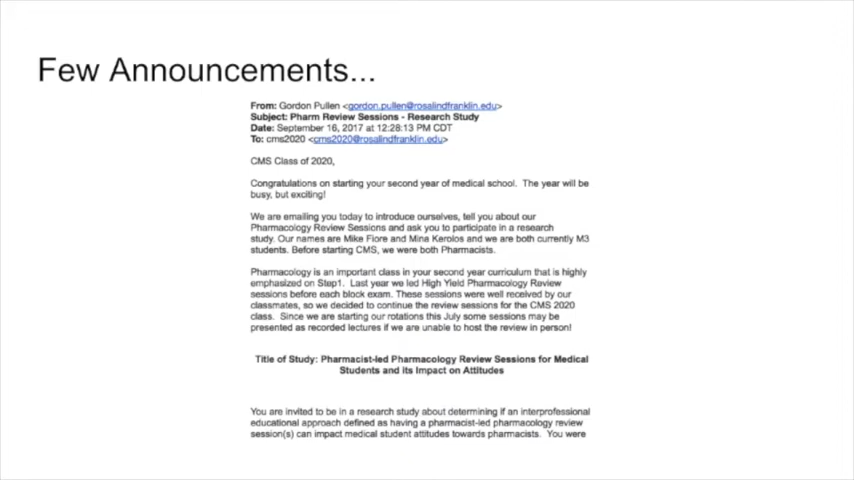 Few Announcements...
From: Gordon Pullen <gordon.pullen@rosalindfranklin.edu>
Subject: Pharm Review Sessions - Research Study
Date: September 16, 2017 at 12:28:13 PM CDT
To: cms2020 <cms2020@rosalindfranklin.edu>
CMS Class of 2020,
Congratulations on starting your second year of medical school. The year will be
busy, but exciting!
We are emailing you today to introduce ourselves, tell you about our
Pharmacology Review Sessions and ask you to participate in a research
study. Our names are Mike Fiore and Mina Kerolos and we are both currently M3
students. Before starting CMS, we were both Pharmacists.
Pharmacology is an important class in your second year curriculum that is highly
emphasized on Step1. Last year we led High Yield Pharmacology Review
sessions before each block exam. These sessions were well received by our
classmates, so we decided to continue the review sessions for the CMS 2020
class. Since we are starting our rotations this July some sessions may be
presented as recorded lectures if we are unable to host the review in person!
Title of Study: Pharmacist-led Pharmacology Review Sessions for Medical
Students and its Impact on Attitudes
You are invited to be in a research study about determining if an interprofessional
educational approach defined as having a pharmacist-led pharmacology review
session(s) can impact medical student attitudes towards pharmacists. You were